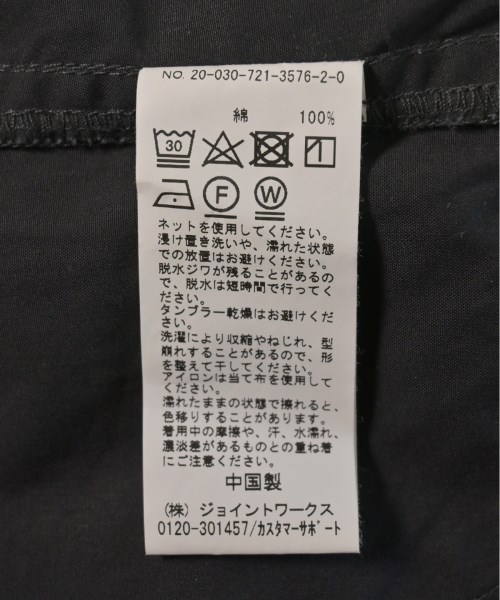 NO. 20-030-721-3576-2-0
綿 100%
30
F W
ネットを使用してください。
浸け置き洗いや、濡れた状態
での放置はお避けください。
脱水ジワが残ることがあるの
で、脱水は短時間で行ってく
ださい。
タンブラー乾燥はお避けくだ
さい。
洗濯により収縮やねじれ、型
崩れすることがあるので、形
を整えて干してください。
アイロンは当て布を使用して
ください。
濡れたままの状態で擦れると、
色移りすることがあります。
着用中の摩擦や、汗、水濡れ、
濃淡差があるものとの重ね着
にご注意ください。
中国製
(株) ジョイントワークス
0120-301457/カスタマーサポート